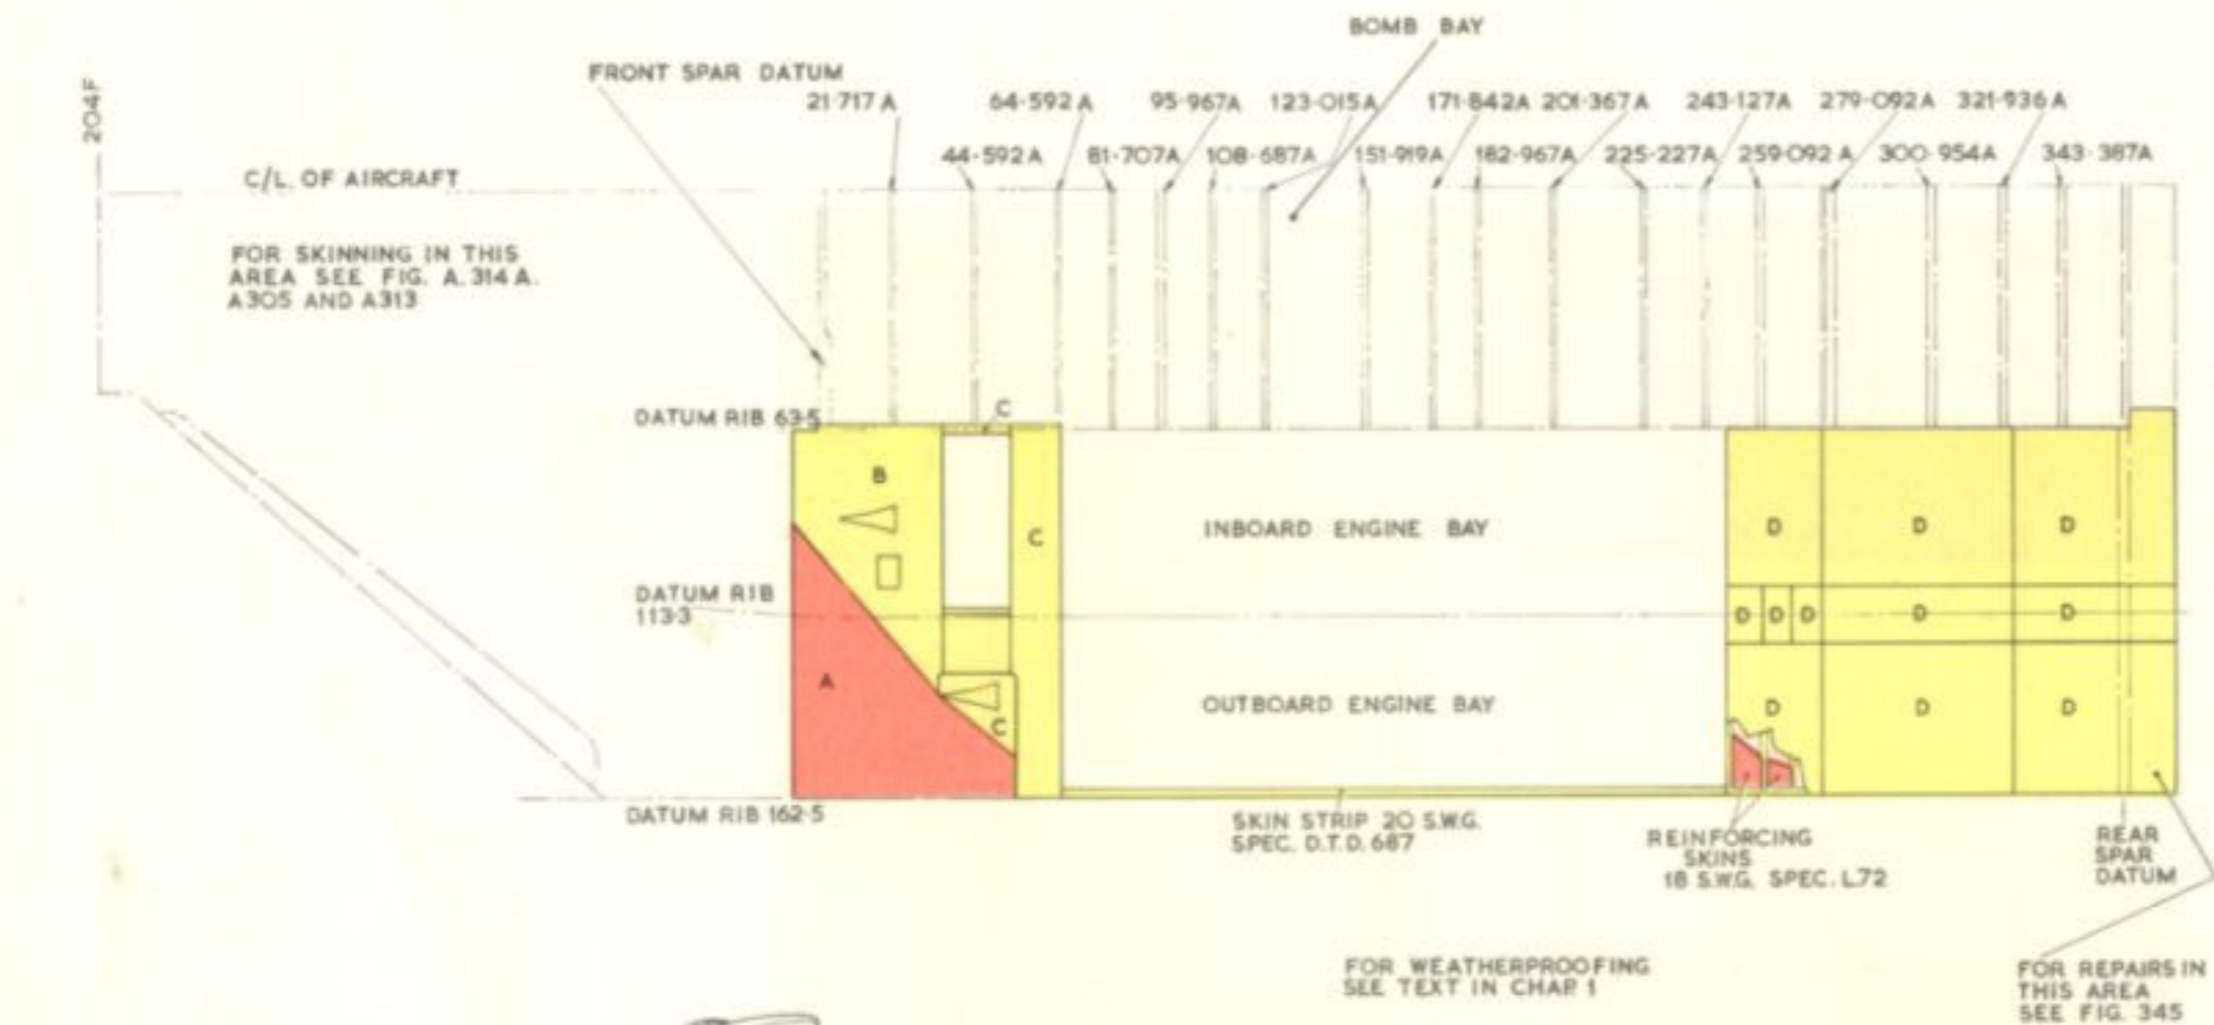 BOMB BAY
FRONT SPAR DATUM
204F
21·717 A
64·592 A
95·967A
123·015A
171·842A
201·367A
243·127A
279·092A
321·936A
44·592 A
81·707A
108·687A
151·919A
182·967A
225·227A
259·092 A
300·954A
343·387A
C/L. OF AIRCRAFT
FOR SKINNING IN THIS
AREA SEE FIG. A.314 A.
A305 AND A313
DATUM RIB 63·5
C
B
C
INBOARD ENGINE BAY
D
D
D
DATUM RIB
113·3
D
D
D
D
D
A
C
OUTBOARD ENGINE BAY
D
D
D
DATUM RIB 162·5
SKIN STRIP 20 S.W.G.
SPEC. D.T.D. 687
REINFORCING
SKINS
18 S.W.G. SPEC. L.72
REAR
SPAR
DATUM
FOR WEATHERPROOFING
SEE TEXT IN CHAP. 1
FOR REPAIRS IN
THIS AREA
SEE FIG. 345